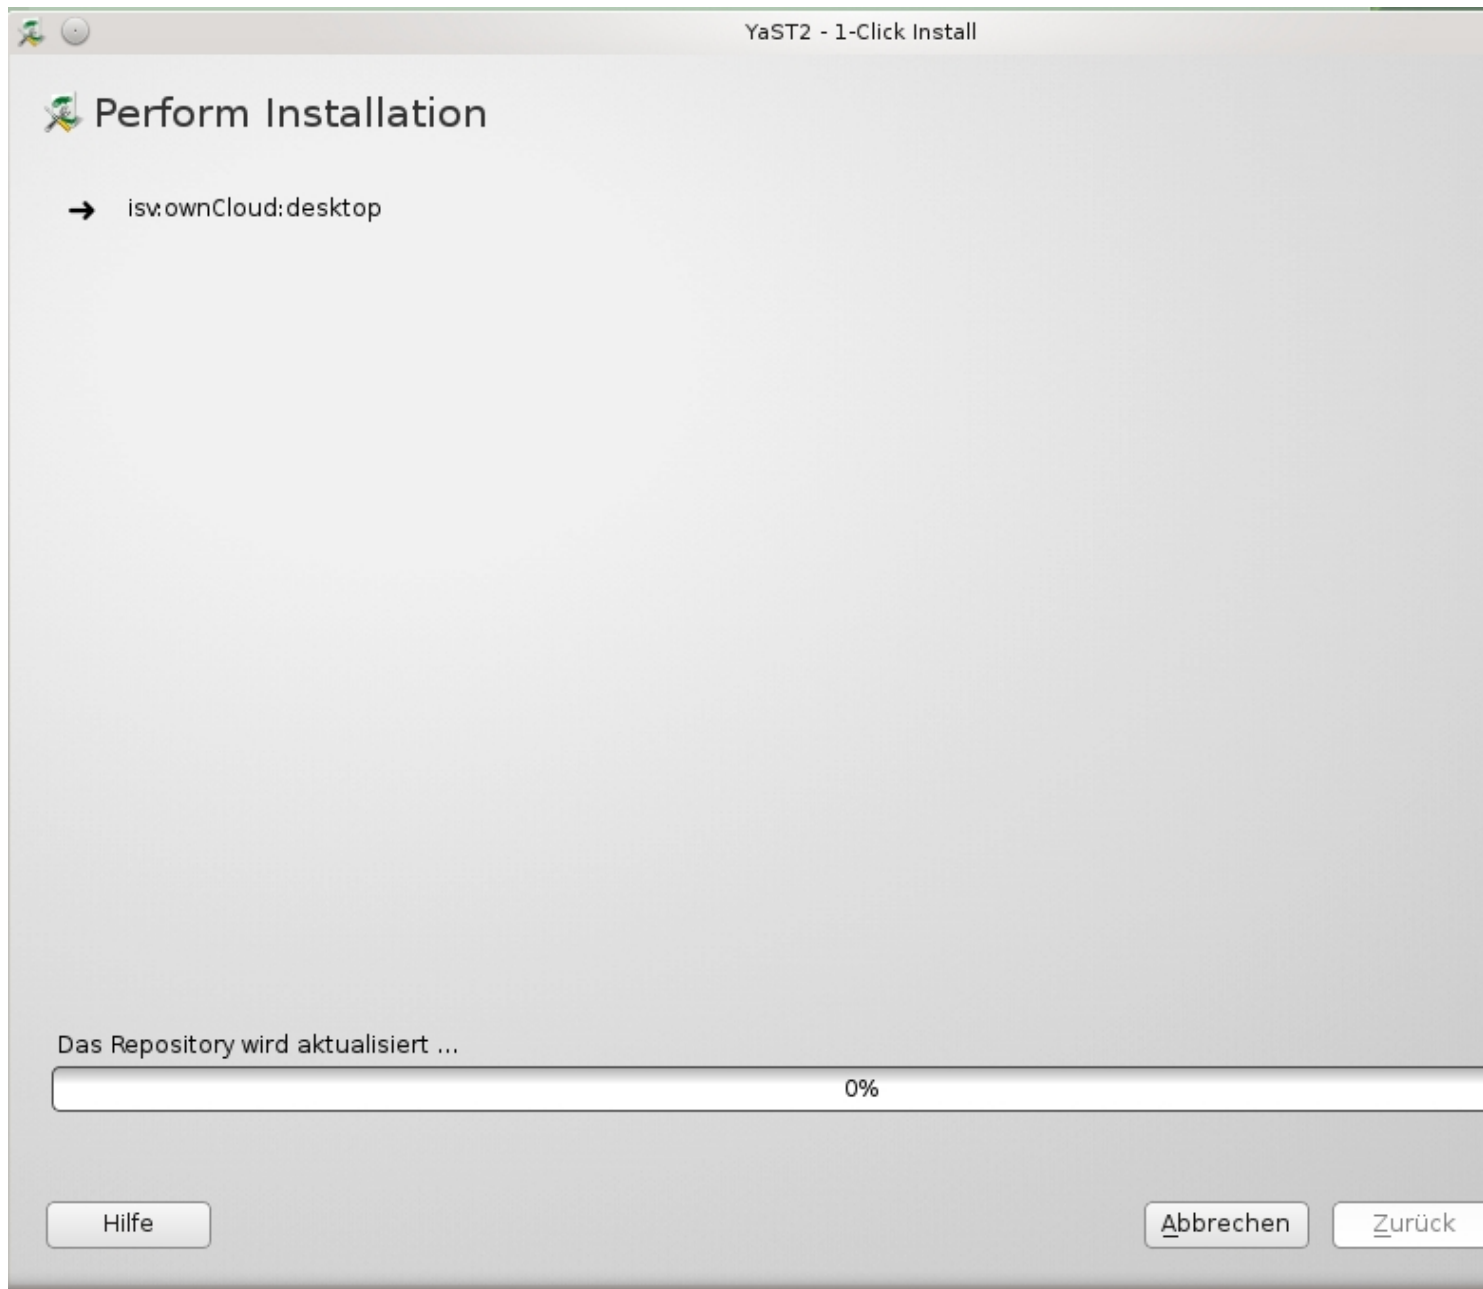 YaST2 - 1-Click Install
Perform Installation
isv:ownCloud:desktop
Das Repository wird aktualisiert ...
0%
Hilfe
Abbrechen
Zurück